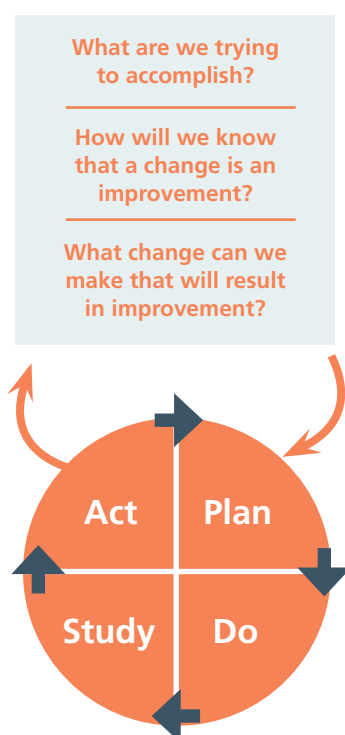 What are we trying
to accomplish?
How will we know
that a change is an
improvement?
What change can we
make that will result
in improvement?
Act
Plan
Study
Do